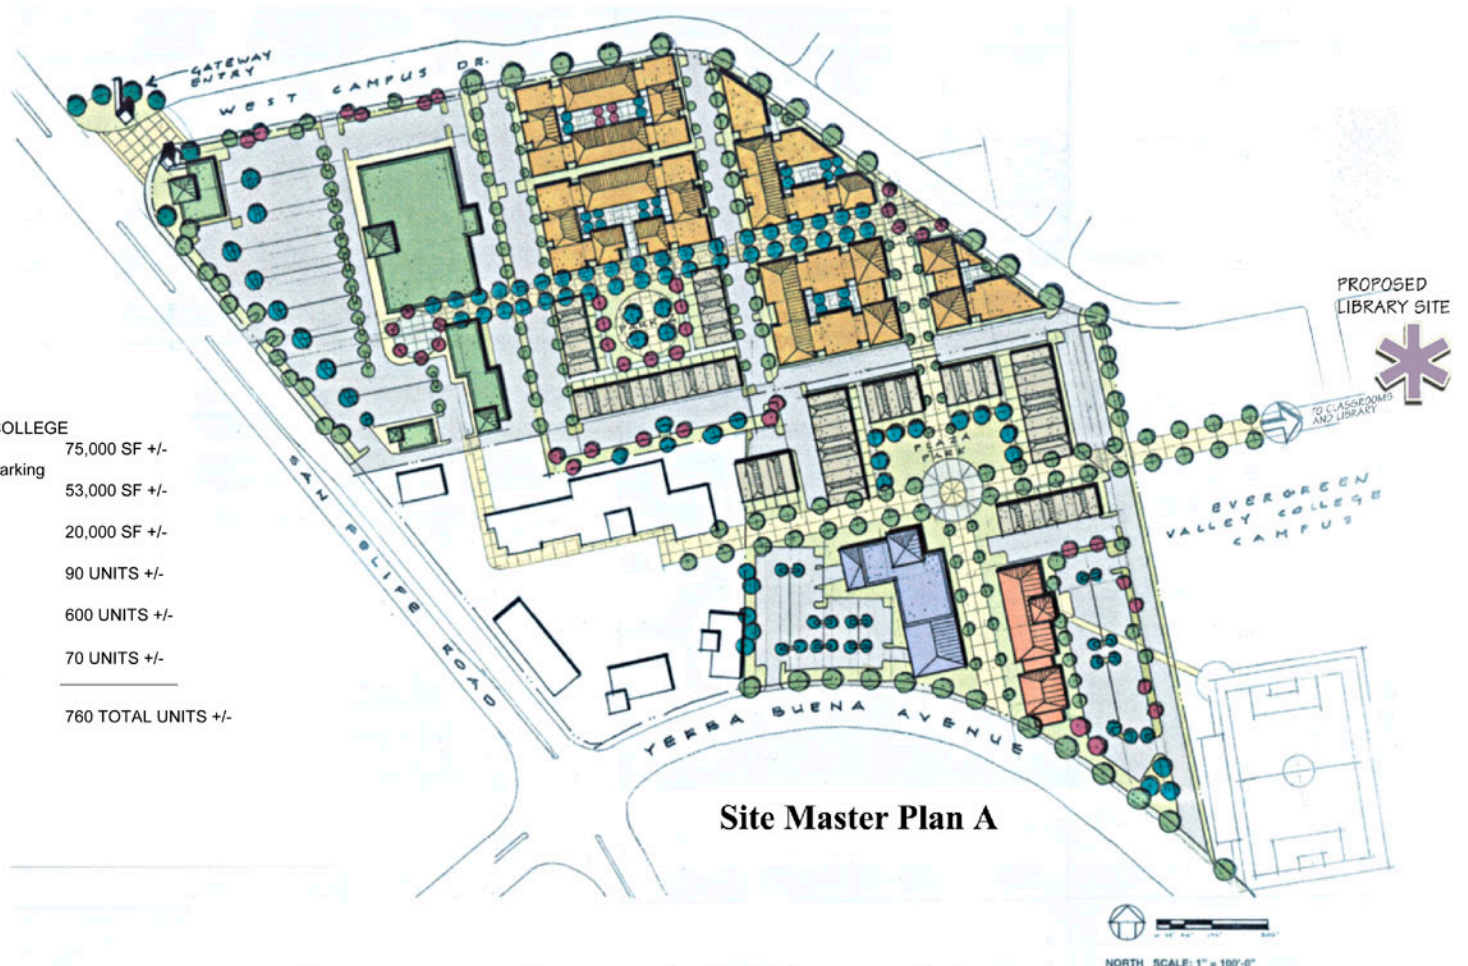 GATEWAY
ENTRY
WEST CAMPUS DR.
PROPOSED
LIBRARY SITE
TO CLASSROOMS
AND LIBRARY
PARK
PLAZA
PARK
EVERGREEN
VALLEY COLLEGE
CAMPUS
COLLEGE
75,000 SF +/-
arking
53,000 SF +/-
20,000 SF +/-
90 UNITS +/-
600 UNITS +/-
70 UNITS +/-
760 TOTAL UNITS +/-
SAN FELIPE ROAD
YERBA BUENA AVENUE
Site Master Plan A
NORTH SCALE: 1" = 100'-0"